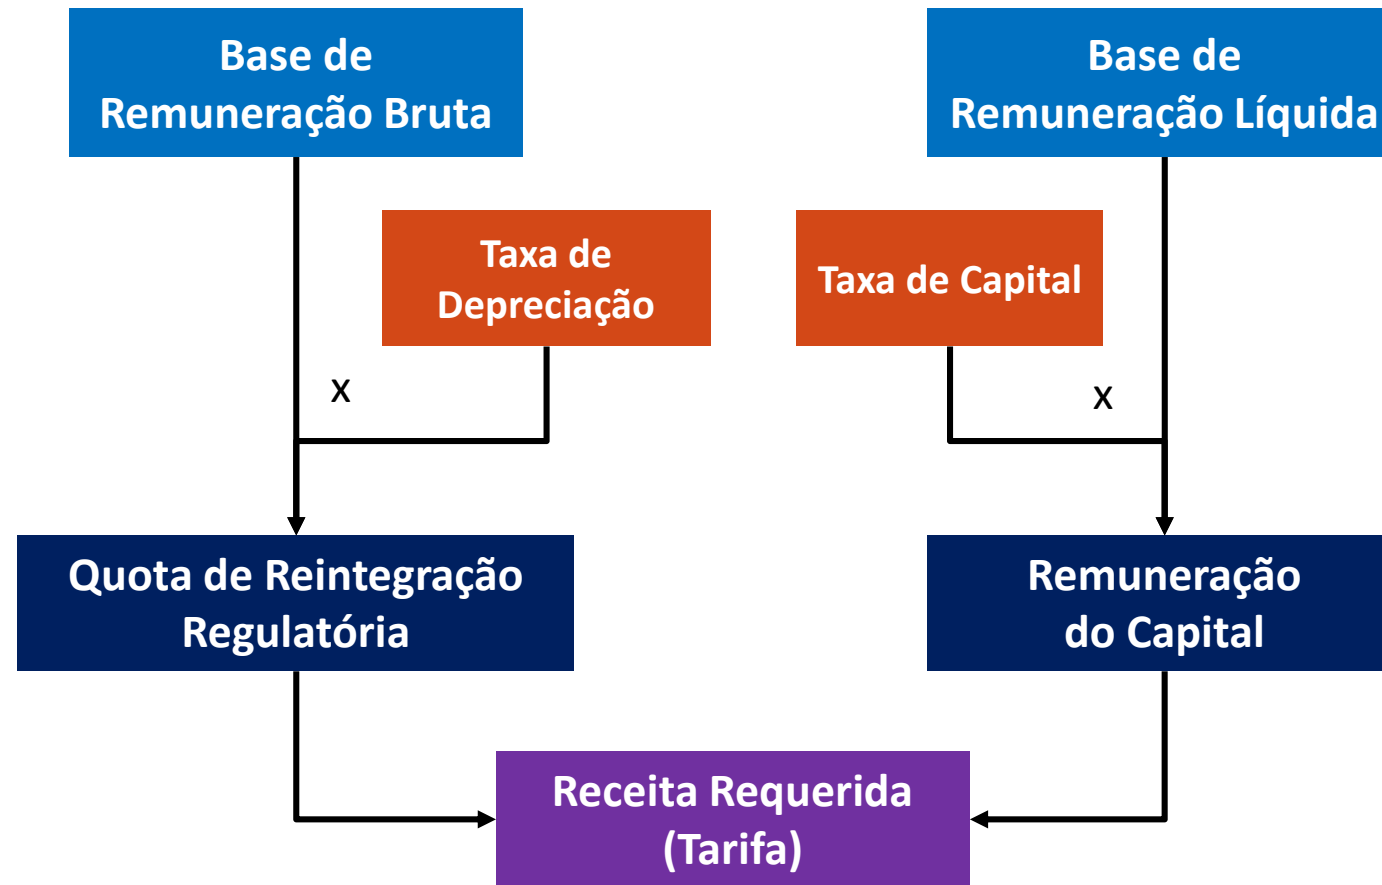 Base de
Remuneração Bruta
Base de
Remuneração Líquida
Taxa de
Depreciação
Taxa de Capital
x
x
Quota de Reintegração
Regulatória
Remuneração
do Capital
Receita Requerida
(Tarifa)